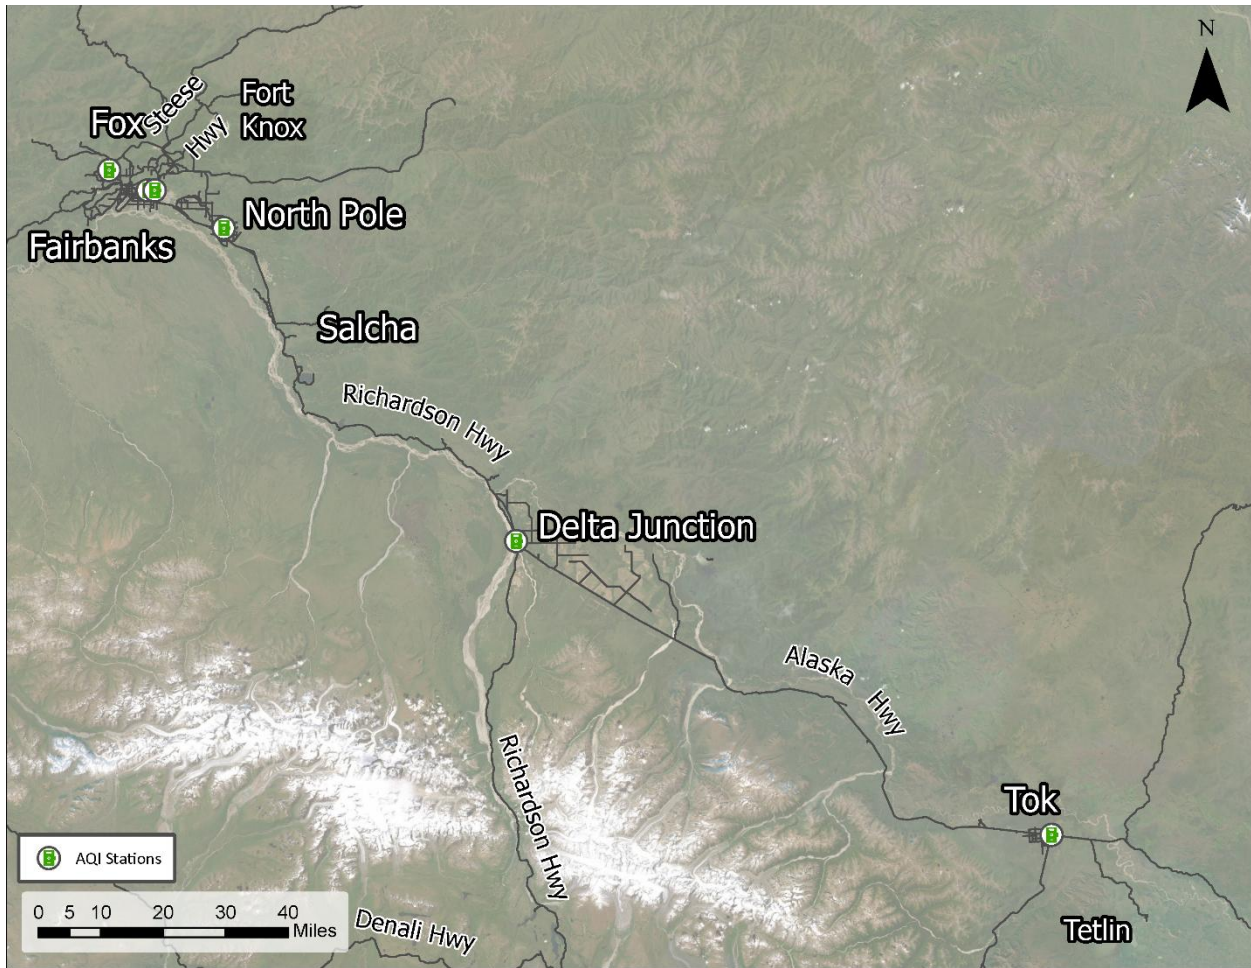 N
Steese
Hwy
Fort
Knox
Fox
North Pole
Fairbanks
Salcha
Richardson Hwy
Delta Junction
Alaska Hwy
Richardson Hwy
Tok
AQI Stations
0 5 10 20 30 40
Miles
Denali Hwy
Tetlin